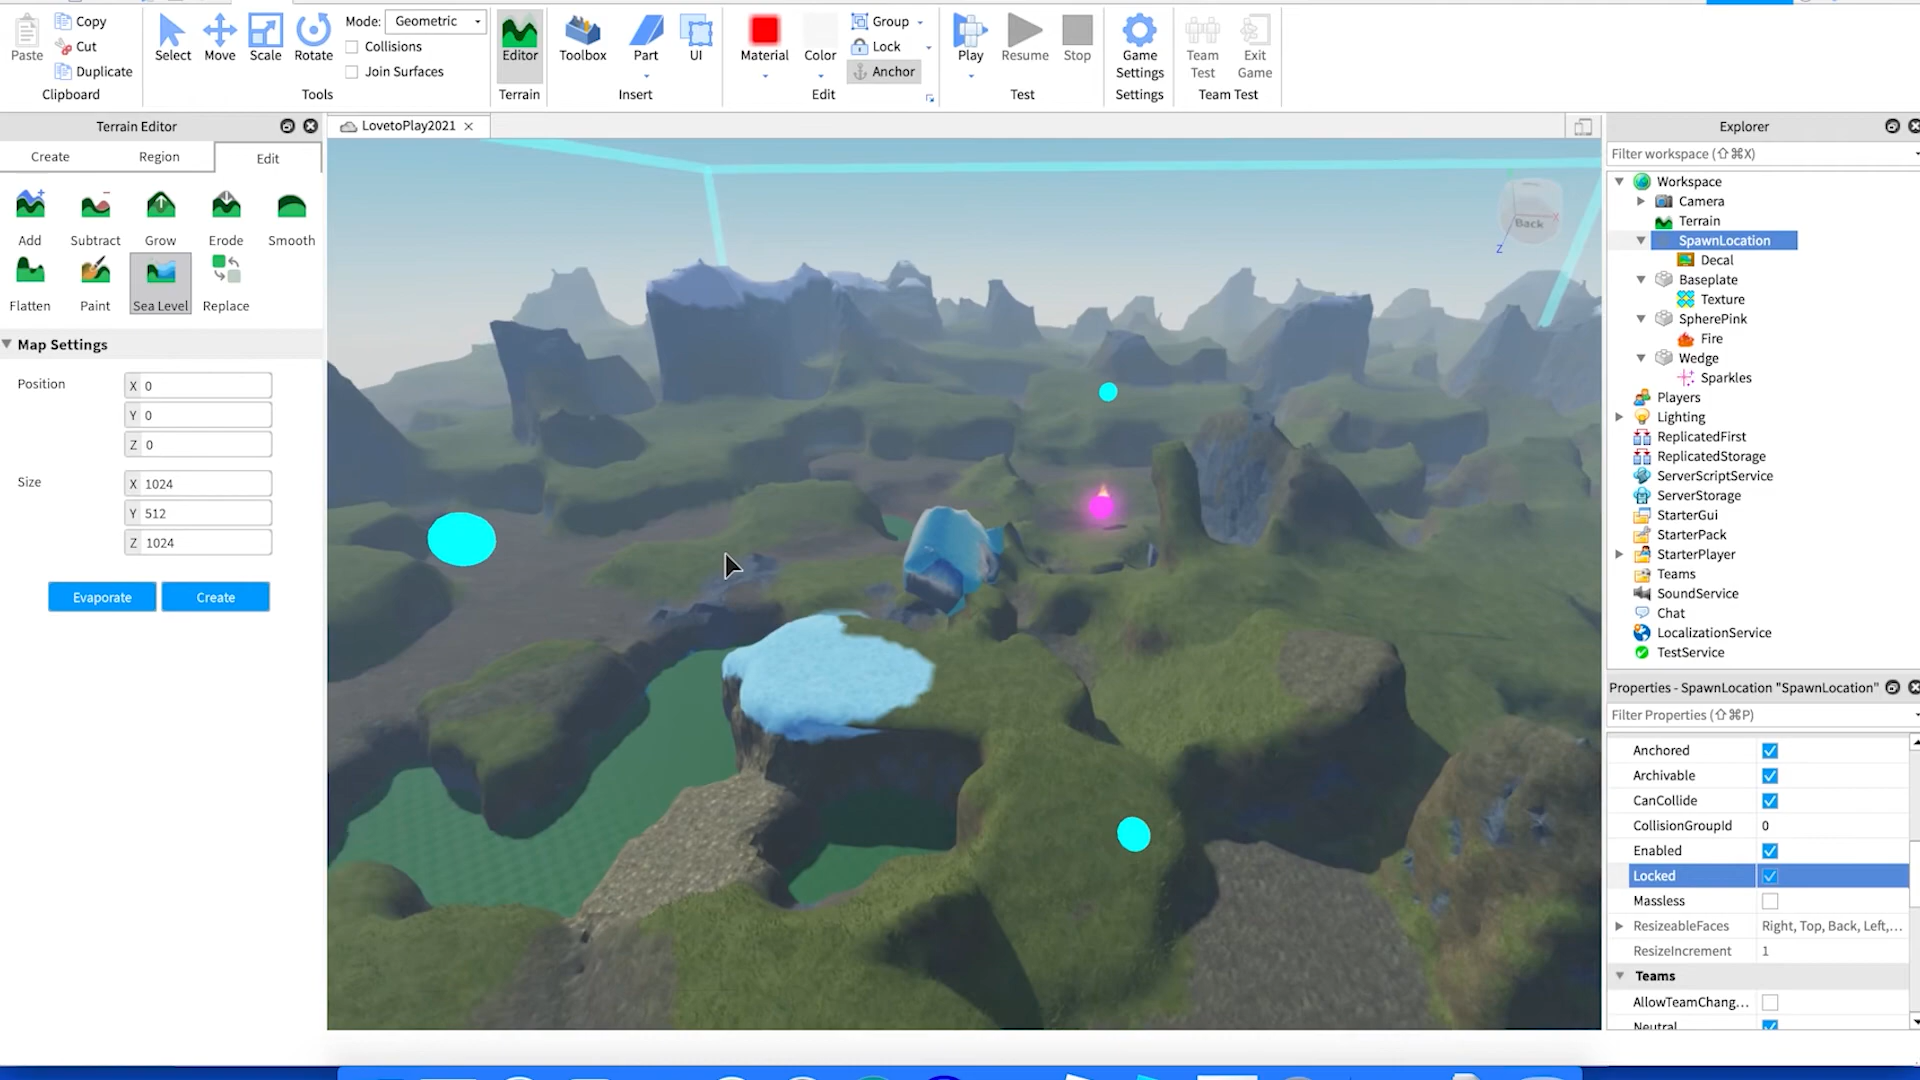 Paste
Copy
Cut
Duplicate
Clipboard
Select
Move
Scale
Rotate
Mode: Geometric
Collisions
Join Surfaces
Tools
Editor
Terrain
Toolbox
Part
UI
Insert
Material
Color
Group
Lock
Anchor
Edit
Play
Resume
Stop
Test
Game
Settings
Settings
Team
Test
Exit
Game
Team Test
Terrain Editor
Create Region Edit
Add Subtract Grow Erode Smooth
Flatten Paint Sea Level Replace
Map Settings
Position X 0
Y 0
Z 0
Size X 1024
Y 512
Z 1024
Evaporate Create
LovetoPlay2021
Back
X
Z
Explorer
Filter workspace (⇧⌘X)
Workspace
Camera
Terrain
SpawnLocation
Decal
Baseplate
Texture
SpherePink
Fire
Wedge
Sparkles
Players
Lighting
ReplicatedFirst
ReplicatedStorage
ServerScriptService
ServerStorage
StarterGui
StarterPack
StarterPlayer
Teams
SoundService
Chat
LocalizationService
TestService
Properties - SpawnLocation "SpawnLocation"
Filter Properties (⇧⌘P)
Anchored
Archivable
CanCollide
CollisionGroupId 0
Enabled
Locked
Massless
ResizeableFaces Right, Top, Back, Left,...
ResizeIncrement 1
Teams
AllowTeamChang...
Neutral